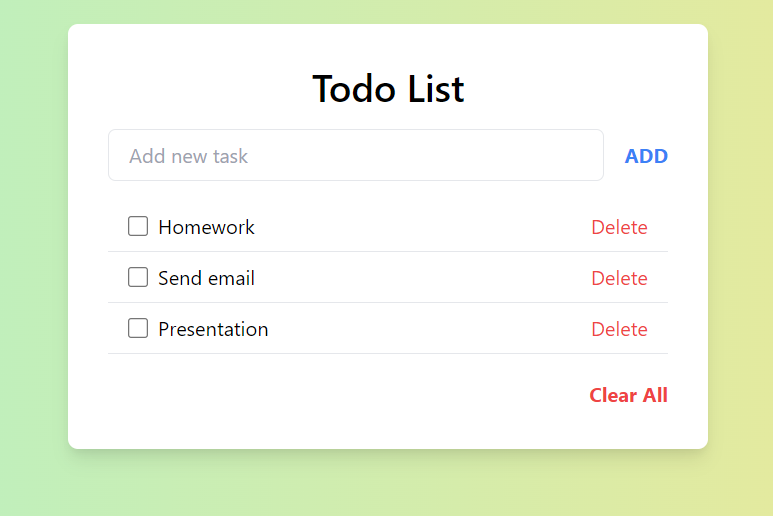 Todo List
Add new task ADD
Homework Delete
Send email Delete
Presentation Delete
Clear All